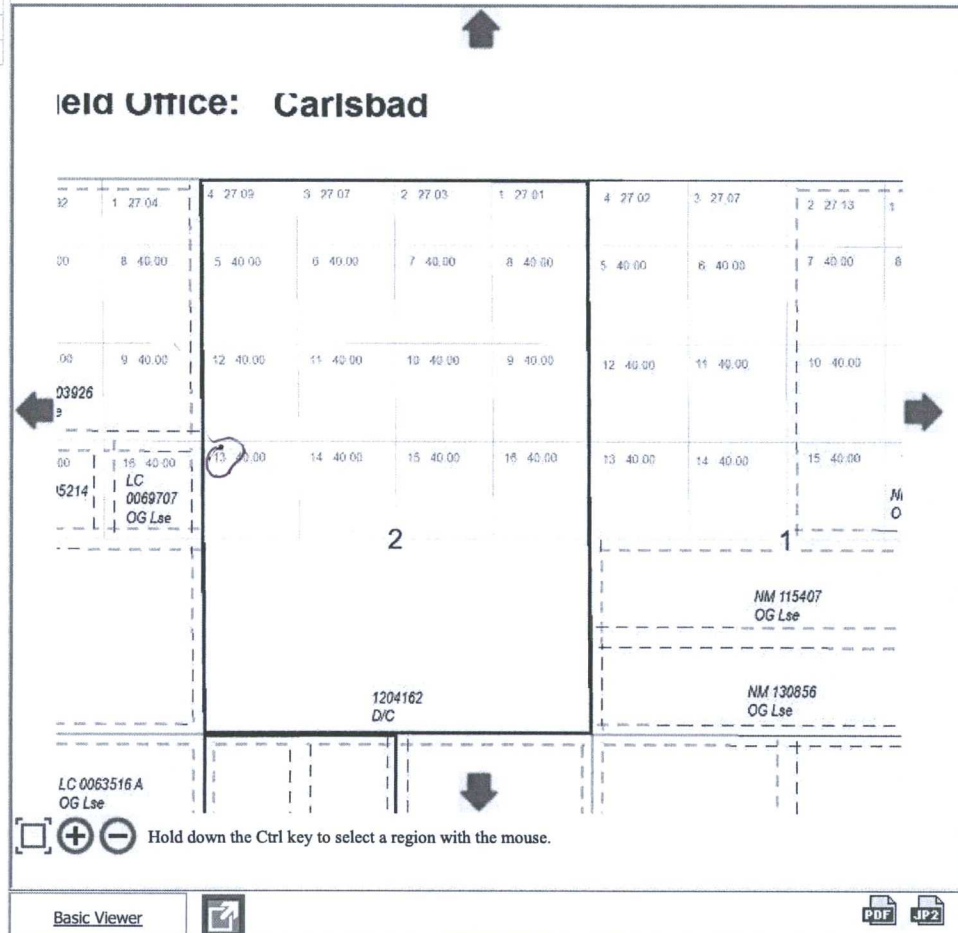 ield Office: Carlsbad
32 1 27 04 4 27 09 3 27 07 2 27 03 1 27 01 4 27 02 3 27 07 2 27 13 1
00 8 40.00 5 40.00 6 40.00 7 40.00 8 40.00 5 40.00 6 40.00 7 40.00 8
.00 9 40.00 12 40.00 11 40.00 10 40.00 9 40.00 12 40.00 11 40.00 10 40.00
03926
e
00 16 40 00 13 40.00 14 40.00 15 40.00 16 40.00 13 40.00 14 40.00 15 40.00
LC
0069707
OG Lse
5214
2
1
NM 115407
OG Lse
NM 130856
OG Lse
1204162
D/C
LC 0063516 A
OG Lse
Hold down the Ctrl key to select a region with the mouse.
Basic Viewer
PDF JP2